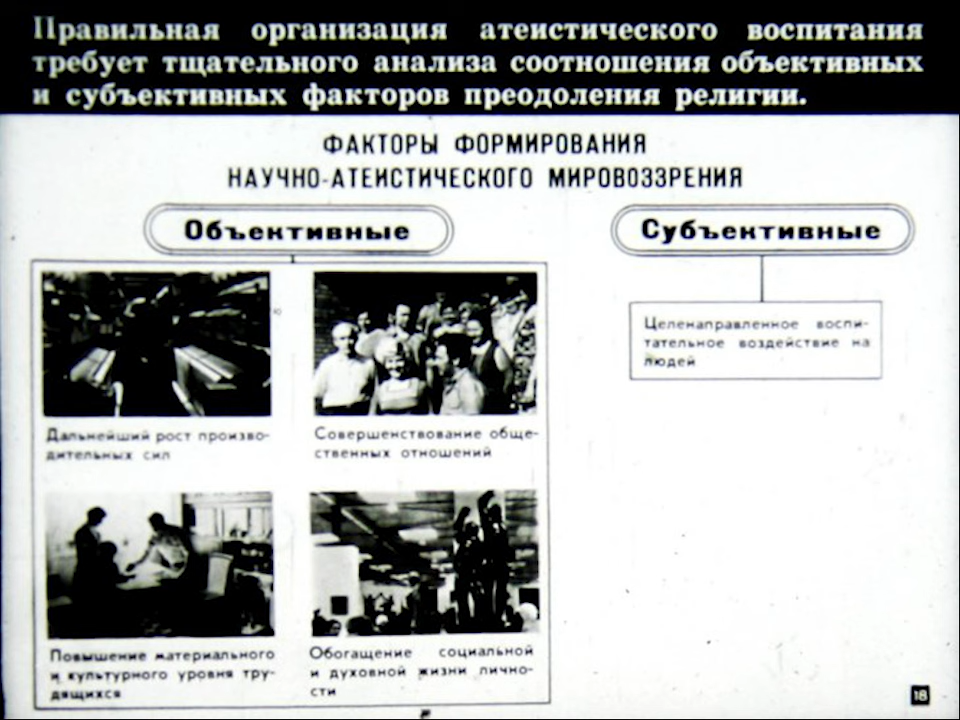 Правильная организация атеистического воспитания
требует тщательного анализа соотношения объективных
и субъективных факторов преодоления религии.
ФАКТОРЫ ФОРМИРОВАНИЯ
НАУЧНО-АТЕИСТИЧЕСКОГО МИРОВОЗЗРЕНИЯ
Объективные
Субъективные
Целенаправленное воспи-
тательное воздействие на
людей
Дальнейший рост произво-
дительных сил
Совершенствование обще-
ственных отношений
Повышение материального
и культурного уровня тру-
дящихся
Обогащение социальной
и духовной жизни лично-
сти
18